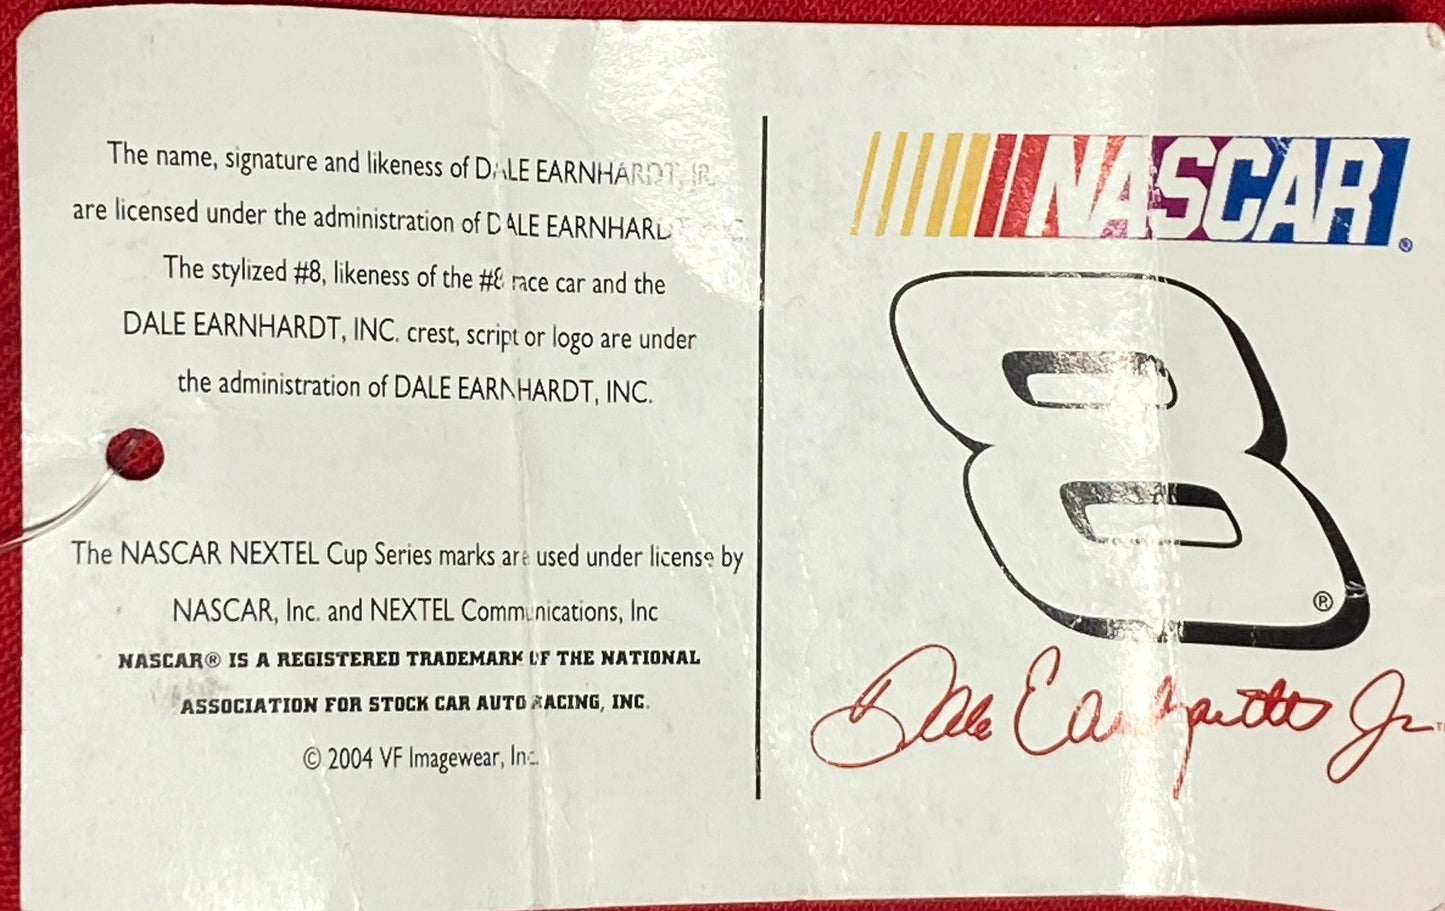 The name, signature and likeness of DALE EARNHARDT, JR.
are licensed under the administration of DALE EARNHARDT, INC.
The stylized #8, likeness of the #8 race car and the
DALE EARNHARDT, INC. crest, script or logo are under
the administration of DALE EARNHARDT, INC.
The NASCAR NEXTEL Cup Series marks are used under license by
NASCAR, Inc. and NEXTEL Communications, Inc
NASCAR® IS A REGISTERED TRADEMARK OF THE NATIONAL
ASSOCIATION FOR STOCK CAR AUTO RACING, INC.
© 2004 VF Imagewear, Inc.
NASCAR®
8®
Dale Earnhardt Jr